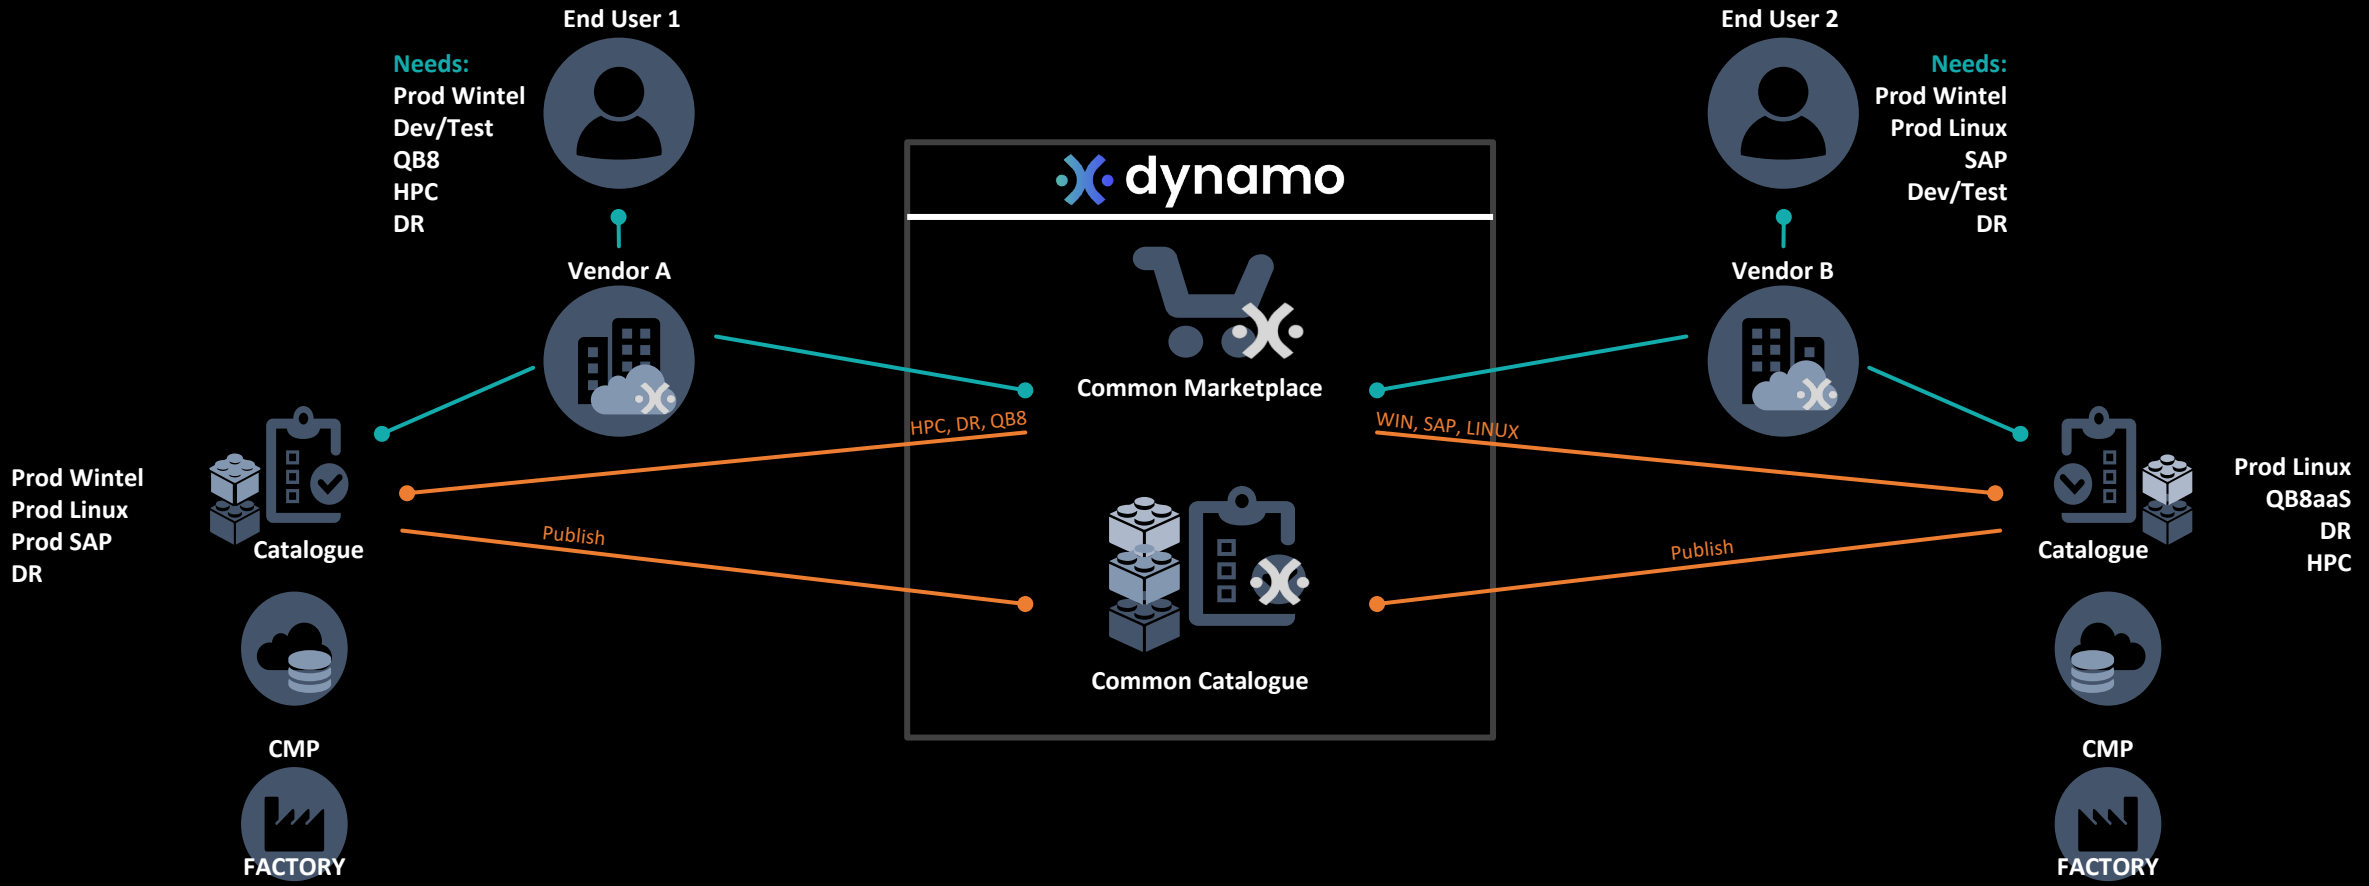 End User 1
Needs:
Prod Wintel
Dev/Test
QB8
HPC
DR
Vendor A
Prod Wintel
Prod Linux
Prod SAP
DR
Catalogue
CMP
FACTORY
HPC, DR, QB8
Publish
dynamo
Common Marketplace
Common Catalogue
End User 2
Needs:
Prod Wintel
Prod Linux
SAP
Dev/Test
DR
Vendor B
WIN, SAP, LINUX
Publish
Catalogue
Prod Linux
QB8aaS
DR
HPC
CMP
FACTORY